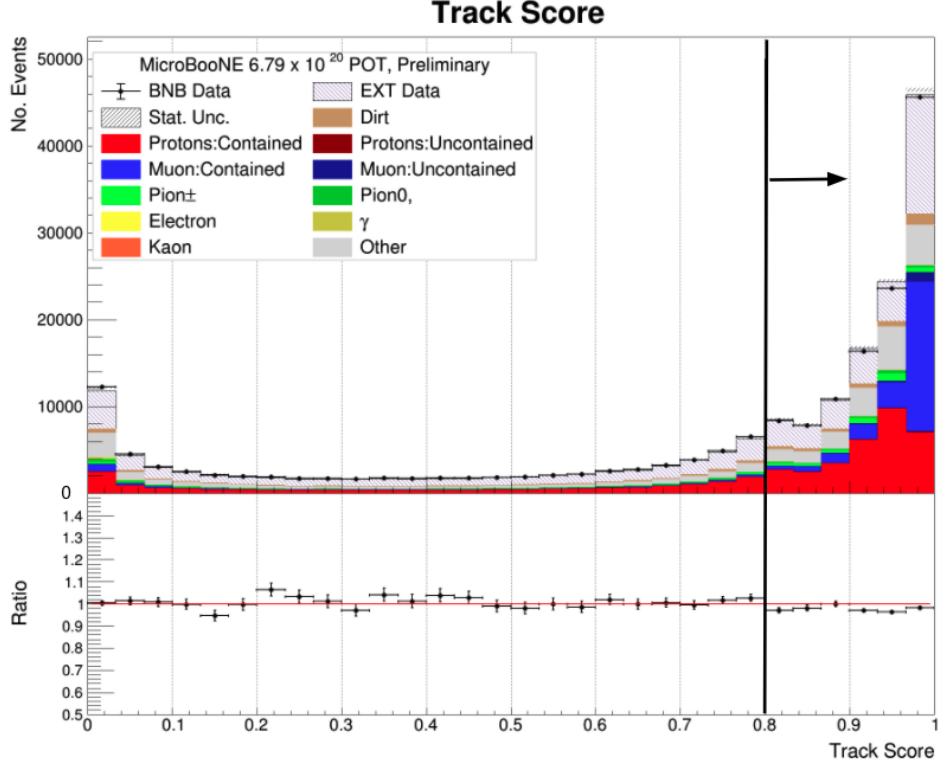 Track Score
No. Events
50000
40000
30000
20000
10000
0
MicroBooNE 6.79 x 10 20 POT, Preliminary
BNB Data
EXT Data
Stat. Unc.
Dirt
Protons:Contained
Protons:Uncontained
Muon:Contained
Muon:Uncontained
Pion±
Pion0,
Electron
γ
Kaon
Other
Ratio
1.4
1.3
1.2
1.1
1
0.9
0.8
0.7
0.6
0.5
0 0.1 0.2 0.3 0.4 0.5 0.6 0.7 0.8 0.9 1
Track Score